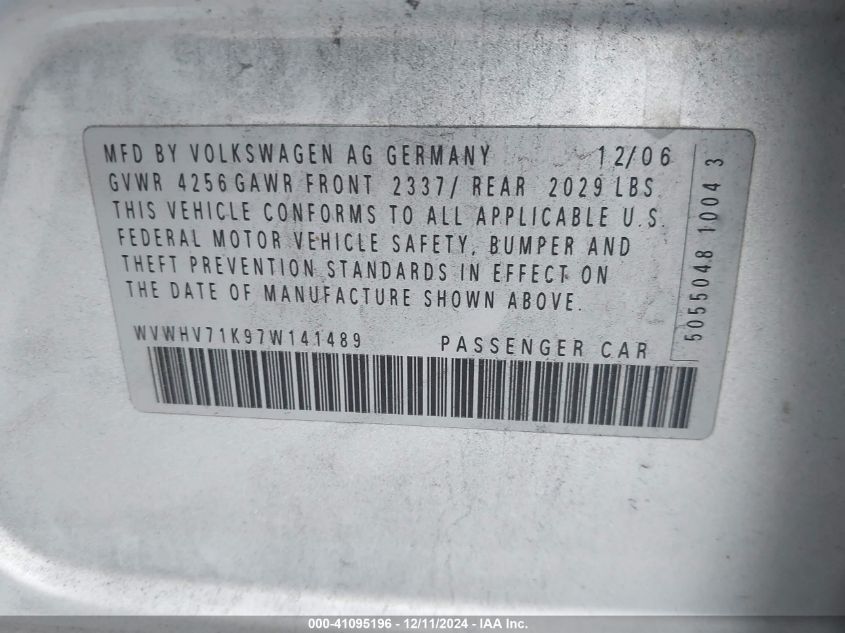 MFD BY VOLKSWAGEN AG GERMANY 12/06
GVWR 4256 GAWR FRONT 2337/ REAR 2029 LBS
THIS VEHICLE CONFORMS TO ALL APPLICABLE U.S.
FEDERAL MOTOR VEHICLE SAFETY, BUMPER AND
THEFT PREVENTION STANDARDS IN EFFECT ON
THE DATE OF MANUFACTURE SHOWN ABOVE.
WVWHV71K97W141489 PASSENGER CAR
5055048 1004 3
000-41095196 - 12/11/2024 - IAA Inc.